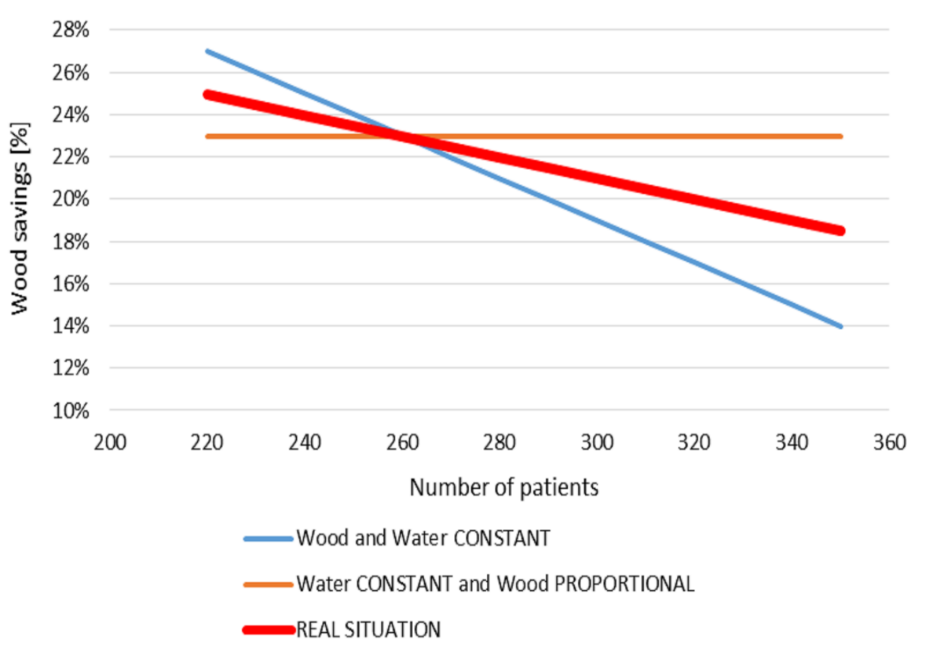 28%
26%
24%
22%
20%
18%
16%
14%
12%
10%
Wood savings [%]
200 220 240 260 280 300 320 340 360
Number of patients
Wood and Water CONSTANT
Water CONSTANT and Wood PROPORTIONAL
REAL SITUATION